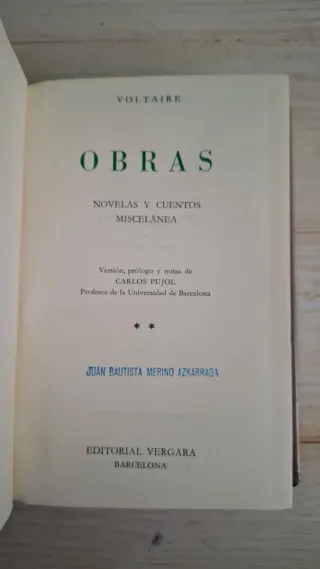 VOLTAIRE
OBRAS
NOVELAS Y CUENTOS
MISCELÁNEA
Versión, prólogo y notas de
CARLOS PUJOL
Profesor de la Universidad de Barcelona
* *
JUAN BAUTISTA MERINO AZKARRAGA
EDITORIAL VERGARA
BARCELONA